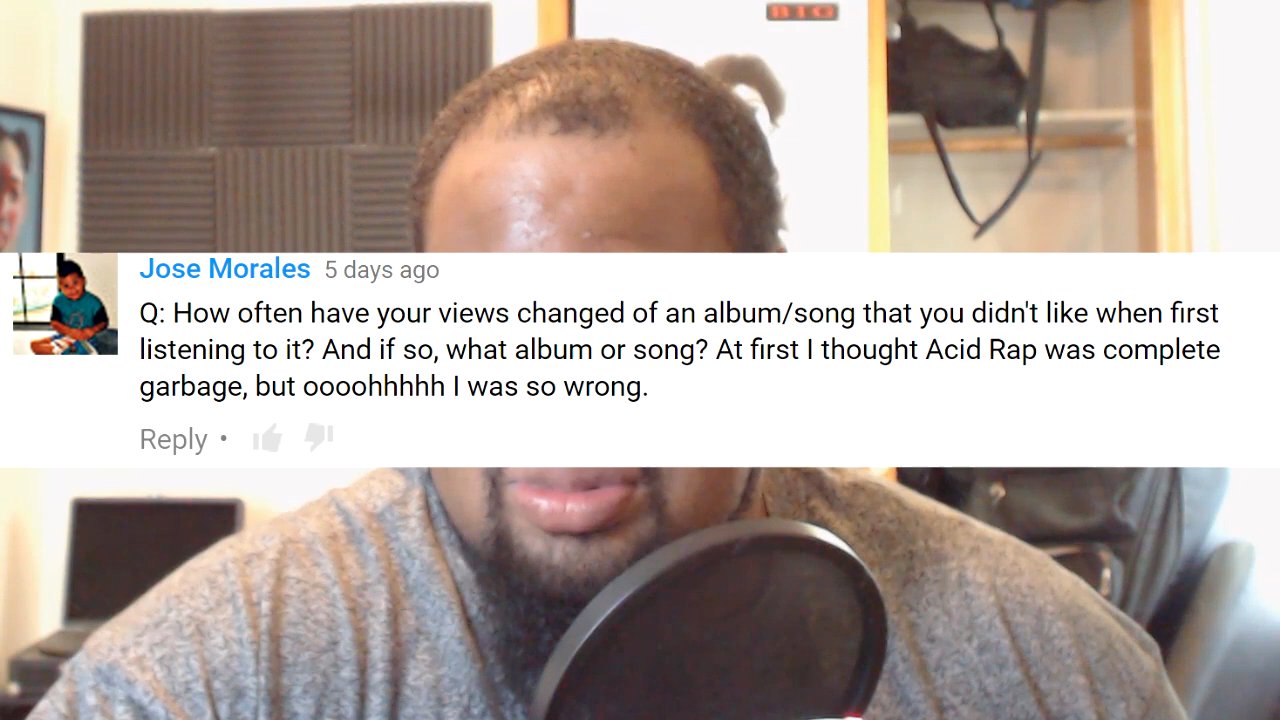 BIG
Jose Morales 5 days ago
Q: How often have your views changed of an album/song that you didn't like when first
listening to it? And if so, what album or song? At first I thought Acid Rap was complete
garbage, but oooohhhhh I was so wrong.
Reply •